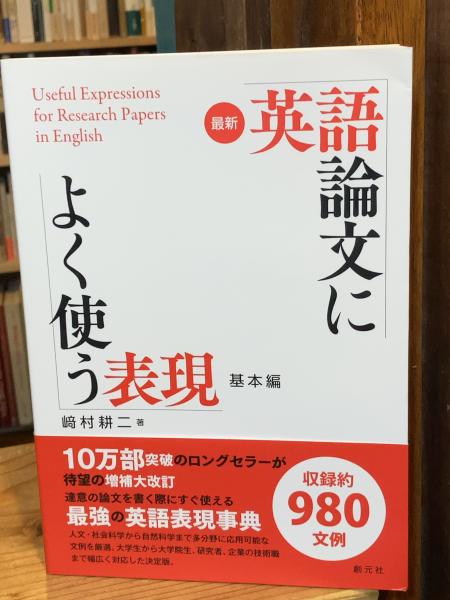 Useful Expressions
for Research Papers
in English
最新
英語論文に
よく使う表現
基本編
﨑村耕二 著
10万部突破のロングセラーが
待望の増補大改訂
達意の論文を書く際にすぐ使える
最強の英語表現事典
人文・社会科学から自然科学まで多分野に応用可能な
文例を厳選。大学生から大学院生、研究者、企業の技術職
まで幅広く対応した決定版。
収録約
980
文例
創元社